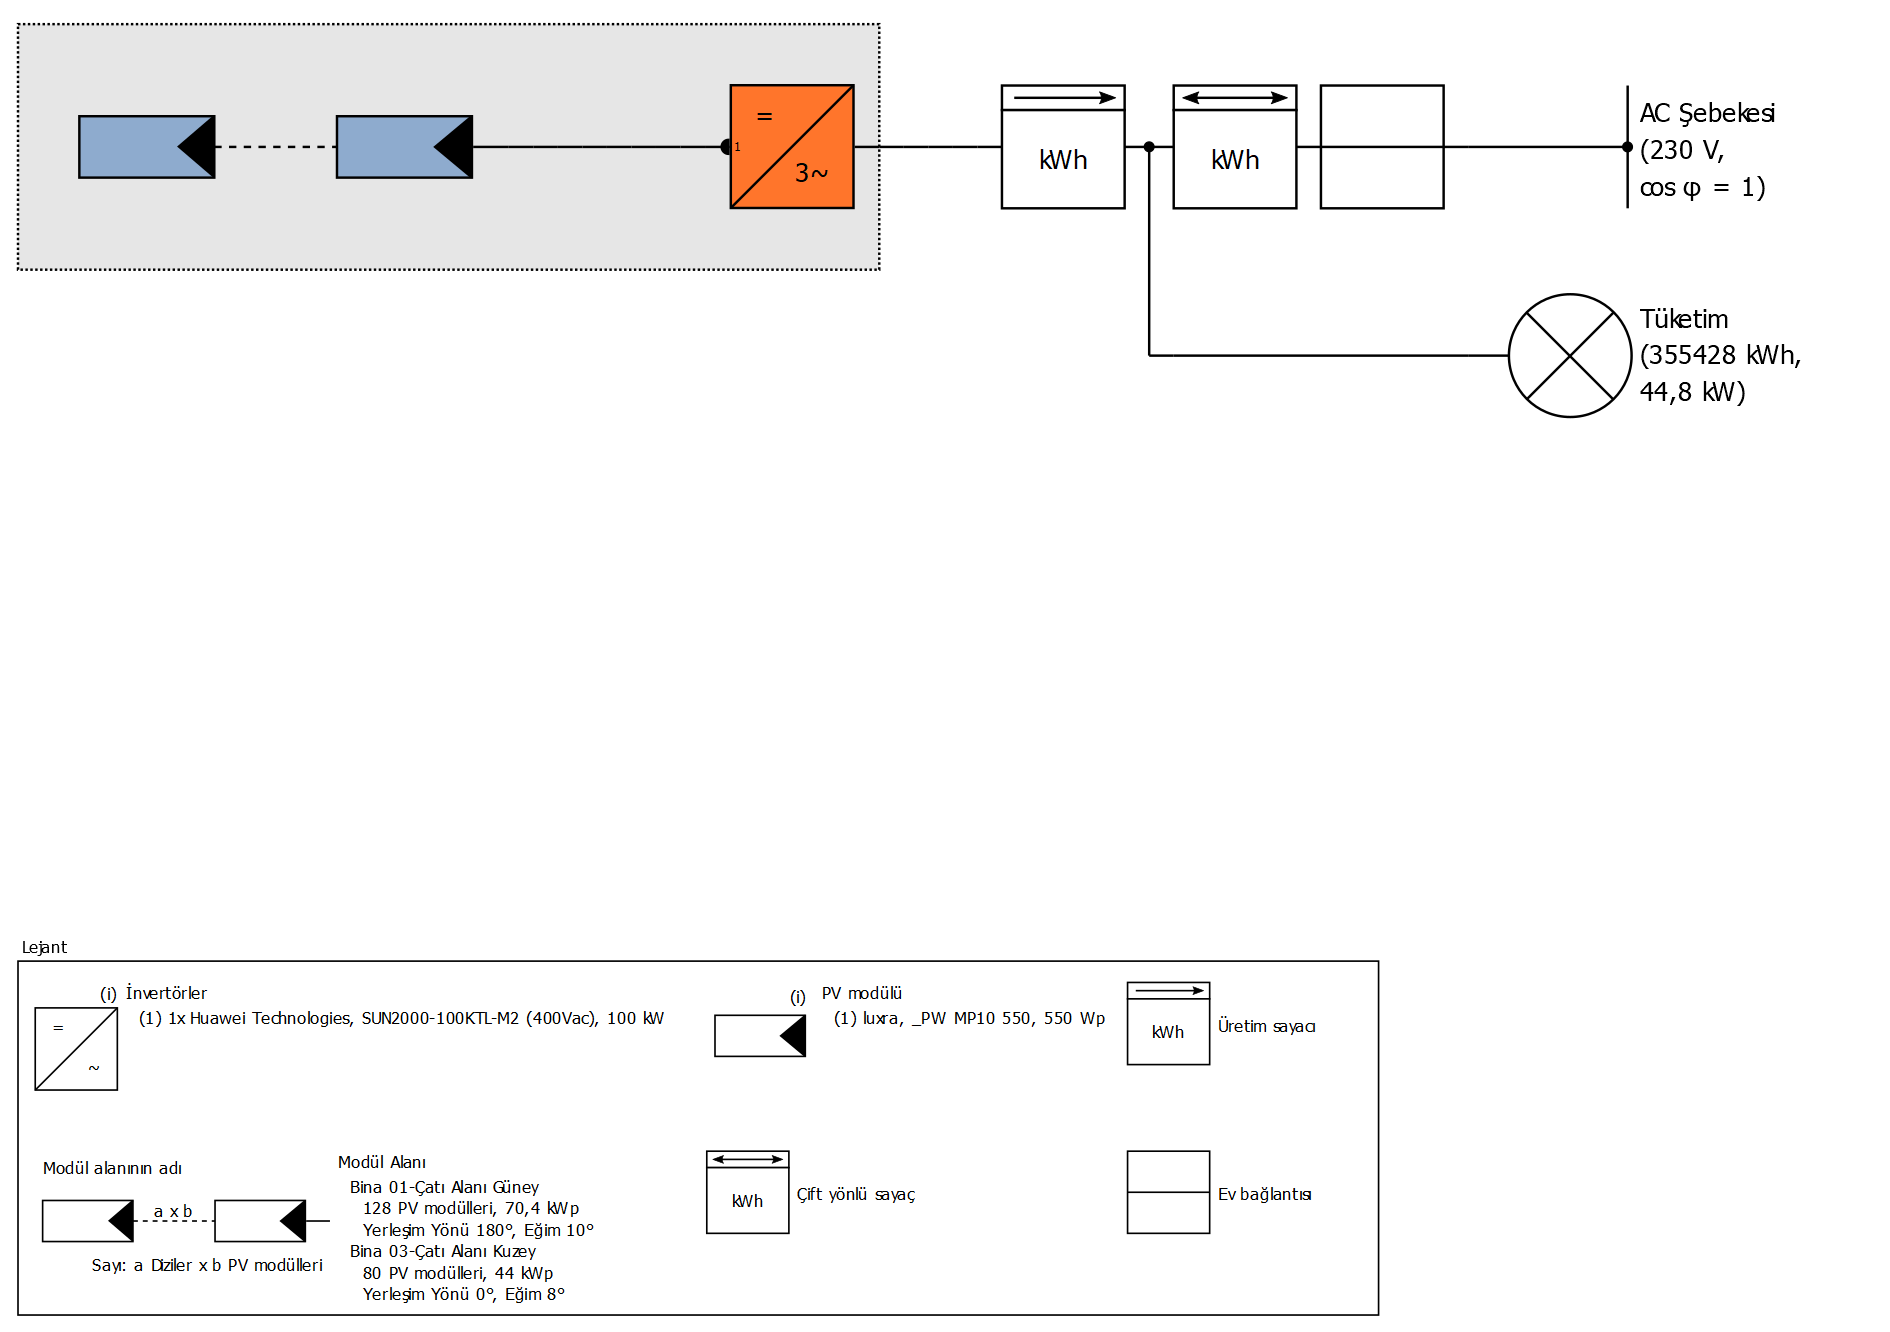 =
3~
1
kWh
kWh
AC Şebekesi
(230 V,
cos φ = 1)
Tüketim
(355428 kWh,
44,8 kW)
Lejant
(i) İnvertörler
(1) 1x Huawei Technologies, SUN2000-100KTL-M2 (400Vac), 100 kW
=
~
(i) PV modülü
(1) luxra, _PW MP10 550, 550 Wp
kWh
Üretim sayacı
Modül alanının adı
a x b
Sayı: a Diziler x b PV modülleri
Modül Alanı
Bina 01-Çatı Alanı Güney
128 PV modülleri, 70,4 kWp
Yerleşim Yönü 180°, Eğim 10°
Bina 03-Çatı Alanı Kuzey
80 PV modülleri, 44 kWp
Yerleşim Yönü 0°, Eğim 8°
kWh
Çift yönlü sayaç
Ev bağlantısı